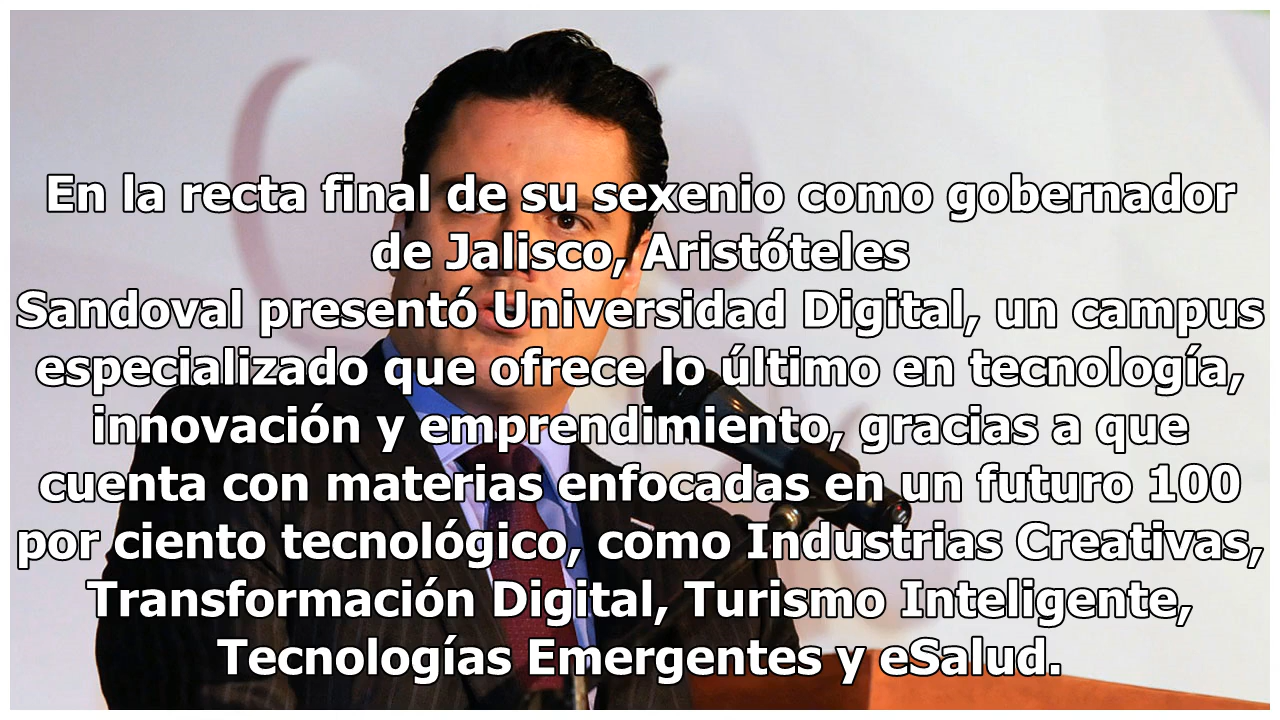 En la recta final de su sexenio como gobernador
de Jalisco, Aristóteles
Sandoval presentó Universidad Digital, un campus
especializado que ofrece lo último en tecnología,
innovación y emprendimiento, gracias a que
cuenta con materias enfocadas en un futuro 100
por ciento tecnológico, como Industrias Creativas,
Transformación Digital, Turismo Inteligente,
Tecnologías Emergentes y eSalud.